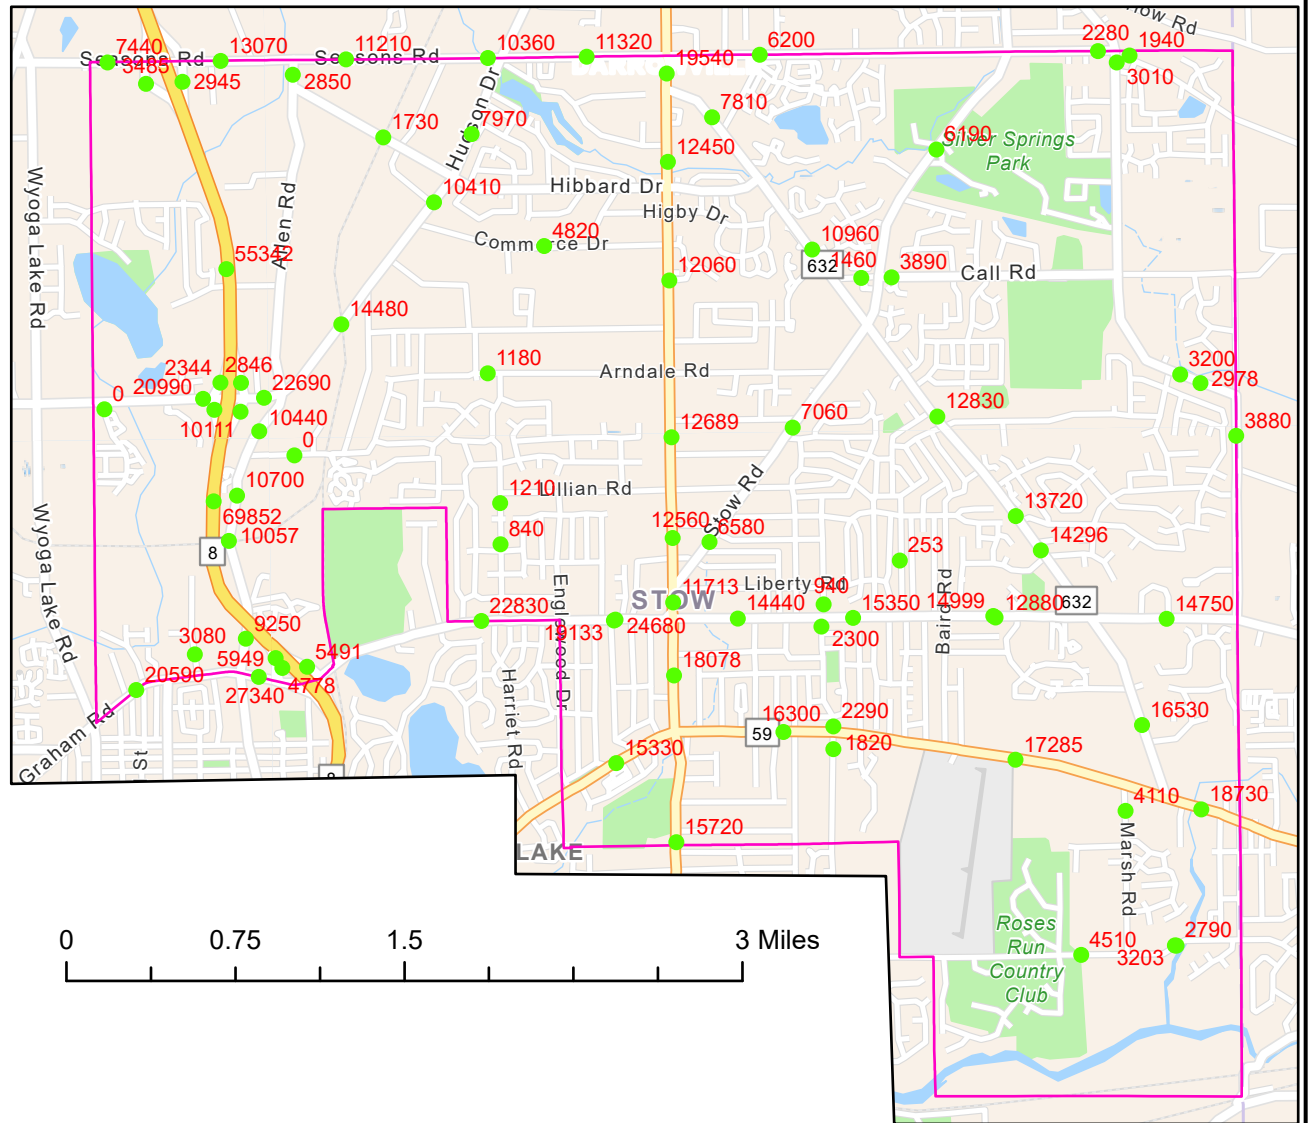 ow Rd
7440
13070
Seasons Rd
11210
Seasons Rd
10360
11320
6200
2280
1940
3485
2945
2850
19540
3010
7810
1730
7970
Hudson Dr
6190
Silver Springs
Park
12450
Wyoga Lake Rd
Allen Rd
10410
Hibbard Dr
Higby Dr
4820
Commerce Dr
10960
632
1460
3890
Call Rd
55342
12060
14480
2344
2846
1180
Arndale Rd
3200
2978
0
20990
22690
10111
10440
12689
7060
12830
3880
0
10700
1210
Lillian Rd
Stow Rd
13720
69852
Wyoga Lake Rd
10057
8
840
12560
6580
253
14296
Englewood Dr
Liberty Rd
Baird Rd
11713
STOW
940
632
22830
19133
24680
14440
15350
14999
12880
14750
2300
9250
3080
5949
5491
20590
27340
4778
18078
Harriet Rd
Graham Rd
St
16300
59
2290
1820
16530
15330
17285
4110
18730
15720
LAKE
Marsh Rd
0
0.75
1.5
3 Miles
Roses
Run
Country
Club
4510
3203
2790